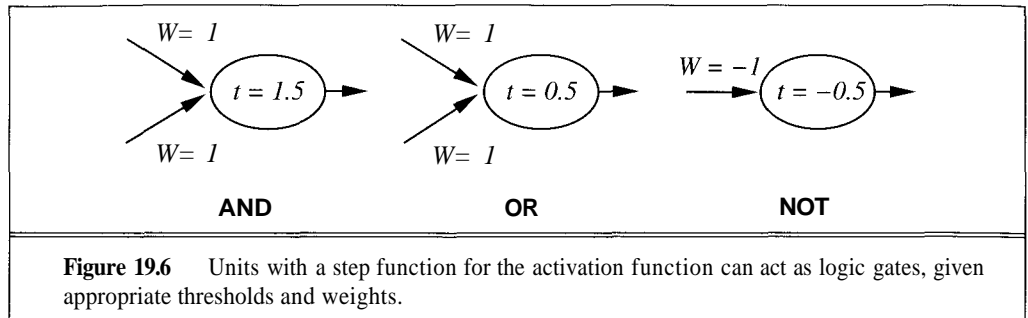 W= 1 W= 1
W = −1
t = 1.5 t = 0.5 t = −0.5
W= 1 W= 1
AND OR NOT
Figure 19.6 Units with a step function for the activation function can act as logic gates, given
appropriate thresholds and weights.